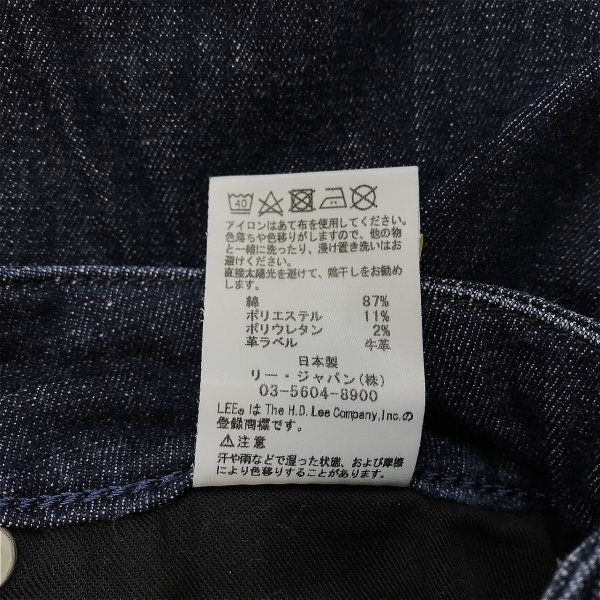 40
アイロンはあて布を使用してください。
色落ちや色移りがしますので、他の物
と一緒に洗ったり、浸け置き洗いはお
避けください。
直接太陽光を避けて、陰干しをお勧め
します。
綿 87%
ポリエステル 11%
ポリウレタン 2%
革ラベル 牛革
日本製
リー・ジャパン(株)
03-5604-8900
LEE®は The H.D. Lee Company,Inc.の
登録商標です。
⚠注意
汗や雨などで湿った状態、および摩擦
により色移りすることがあります。